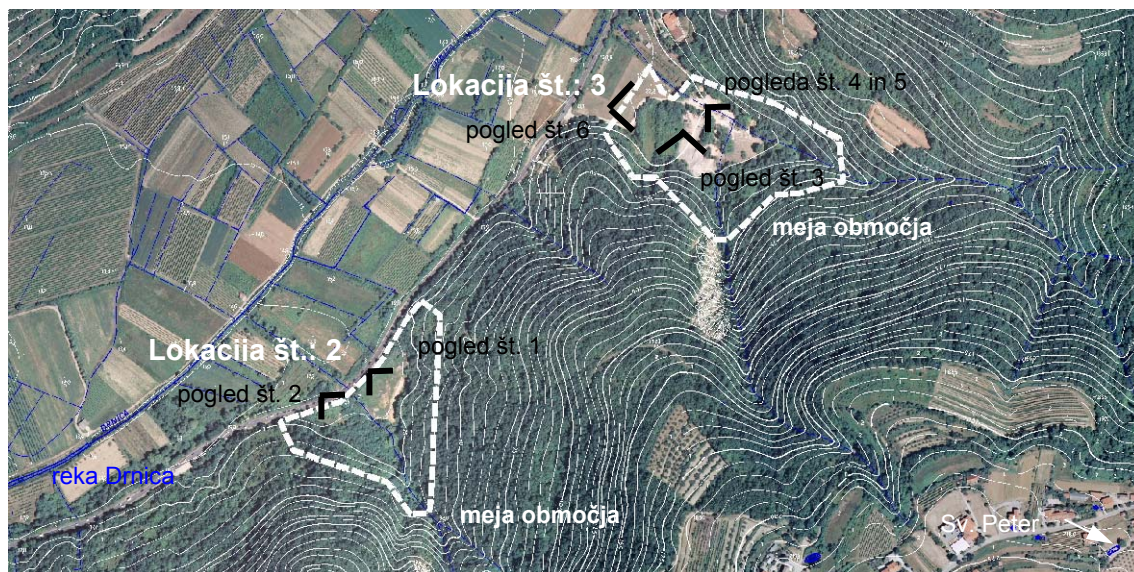 Lokacija št.: 3
pogleda št. 4 in 5
pogled št. 6
pogled št. 3
meja območja
Lokacija št.: 2
pogled št. 1
pogled št. 2
DRNICA
reka Drnica
meja območja
Sv. Peter